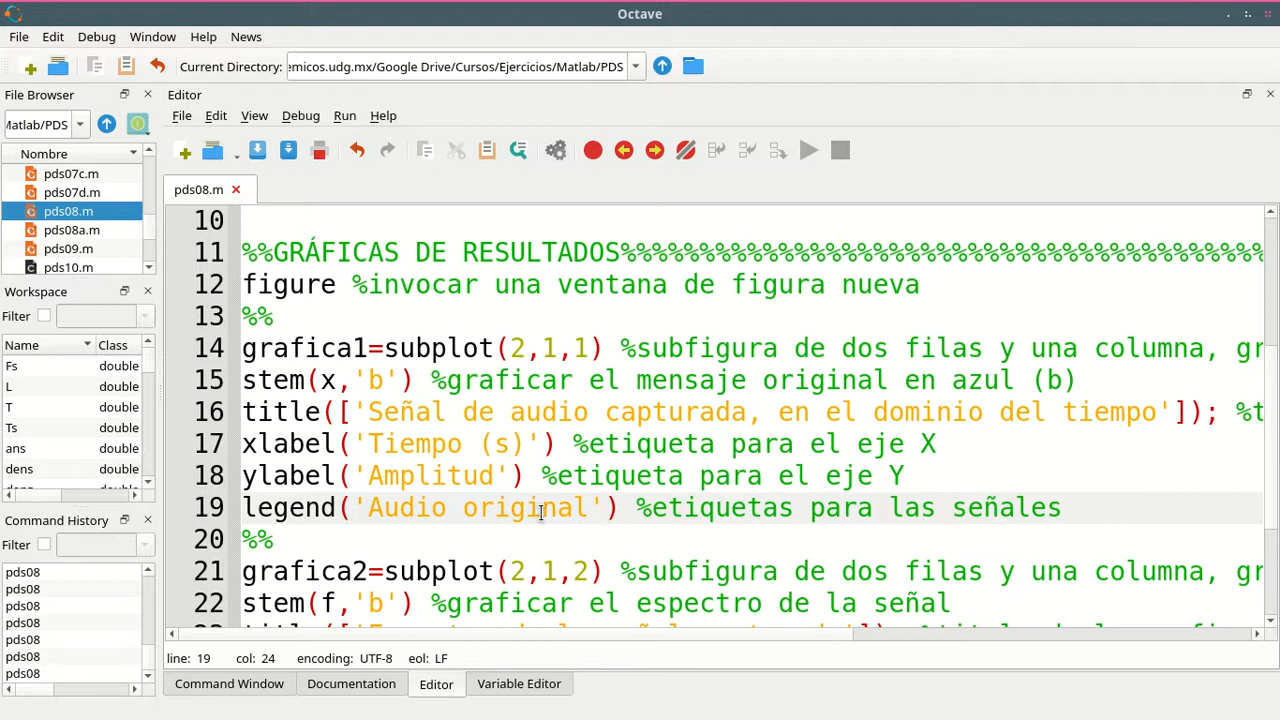 Octave
File Edit Debug Window Help News
Current Directory: emicos.udg.mx/Google Drive/Cursos/Ejercicios/Matlab/PDS
File Browser
Editor
Matlab/PDS
File Edit View Debug Run Help
Nombre
pds07c.m
pds07d.m
pds08.m
pds08a.m
pds09.m
pds10.m
pds08.m
Workspace
Filter
Name Class
Fs double
L double
T double
Ts double
ans double
dens double
Command History
Filter
pds08
pds08
pds08
pds08
pds08
pds08
pds08
10
11 %%GRÁFICAS DE RESULTADOS%%%%%%%%%%%%%%%%%%%%%%%%%%%%%%%%%%%%%%%%%
12 figure %invocar una ventana de figura nueva
13 %%
14 grafica1=subplot(2,1,1) %subfigura de dos filas y una columna, gr
15 stem(x,'b') %graficar el mensaje original en azul (b)
16 title(['Señal de audio capturada, en el dominio del tiempo']); %t
17 xlabel('Tiempo (s)') %etiqueta para el eje X
18 ylabel('Amplitud') %etiqueta para el eje Y
19 legend('Audio original') %etiquetas para las señales
20 %%
21 grafica2=subplot(2,1,2) %subfigura de dos filas y una columna, gr
22 stem(f,'b') %graficar el espectro de la señal
line: 19 col: 24 encoding: UTF-8 eol: LF
Command Window Documentation Editor Variable Editor